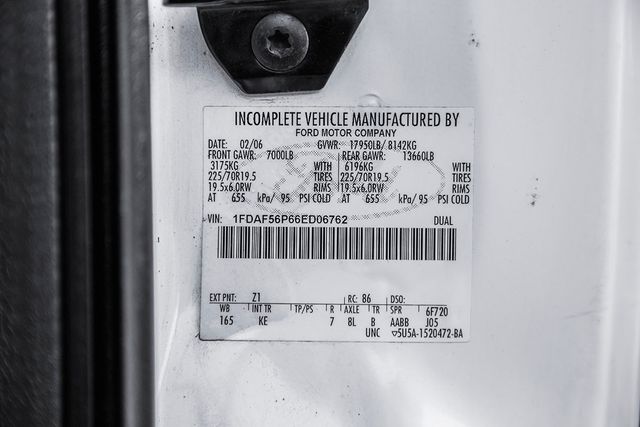 INCOMPLETE VEHICLE MANUFACTURED BY
FORD MOTOR COMPANY
DATE: 02/06 GVWR: 17950LB/ 8142KG
FRONT GAWR: 7000LB REAR GAWR: 13660LB
3175KG WITH 6196KG WITH
225/70R19.5 TIRES 225/70R19.5 TIRES
19.5x6.0RW RIMS 19.5x6.0RW RIMS
AT 655 kPa/ 95 PSI COLD AT 655 kPa/ 95 PSI COLD
VIN: 1FDAF56P66ED06762 DUAL
EXT PNT: Z1 RC: 86 DSO:
WB INT TR TP/PS R AXLE TR SPR 6F720
165 KE 7 8L B AABB J05
UNC 5U5A-1520472-BA